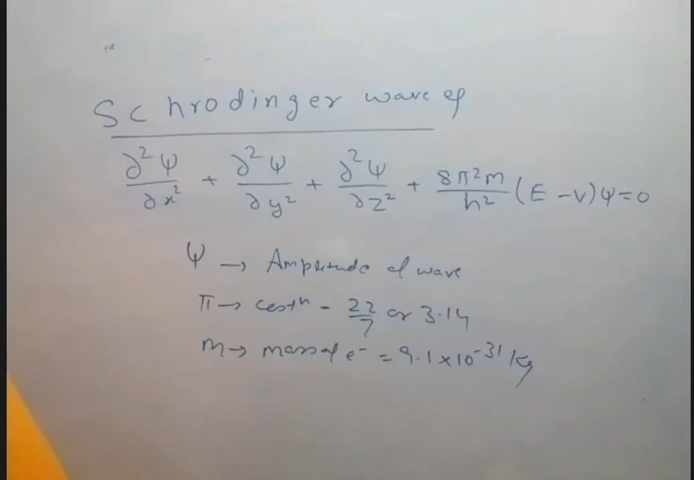 Schrodinger wave eq
∂²Ψ/∂x² + ∂²Ψ/∂y² + ∂²Ψ/∂z² + 8π²m/h² (E - V)Ψ = 0
Ψ → Amplitude of wave
π → - 22/7 or 3.14
m → mass of e⁻ = 9.1 × 10⁻³¹ kg